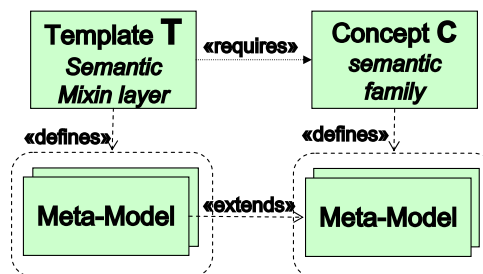 Template T
Semantic
Mixin layer
«requires»
Concept C
semantic
family
«defines»
«defines»
Meta-Model
«extends»
Meta-Model